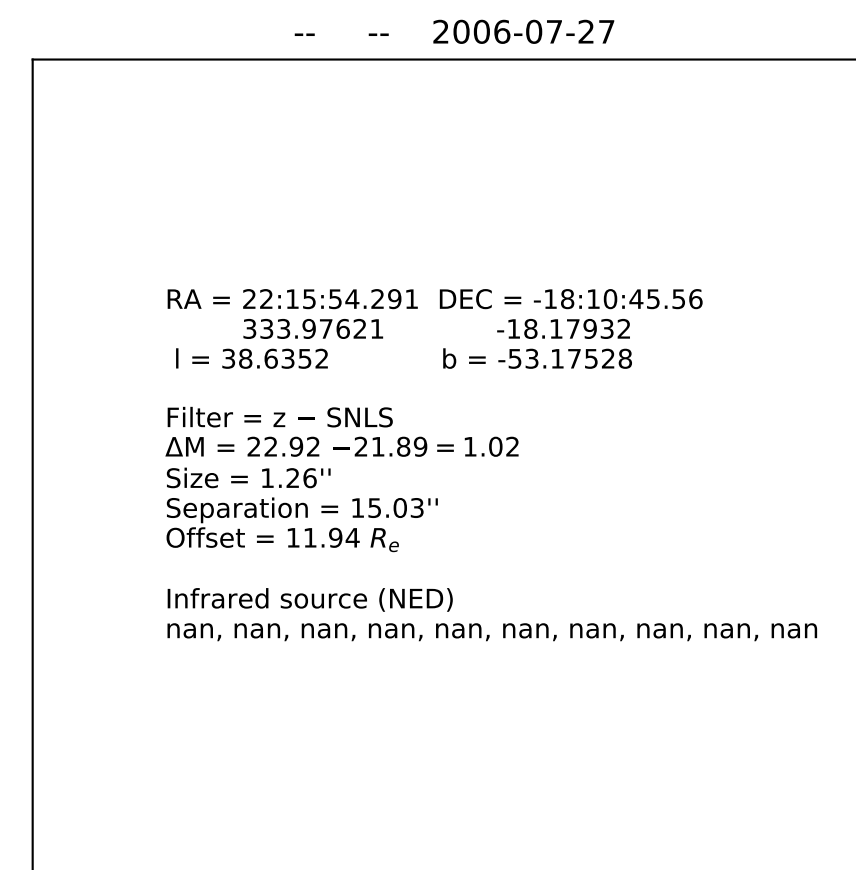 -- -- 2006-07-27
RA = 22:15:54.291 DEC = -18:10:45.56
333.97621 -18.17932
l = 38.6352 b = -53.17528
Filter = z − SNLS
ΔM = 22.92 −21.89 = 1.02
Size = 1.26''
Separation = 15.03''
Offset = 11.94 Rₑ
Infrared source (NED)
nan, nan, nan, nan, nan, nan, nan, nan, nan, nan